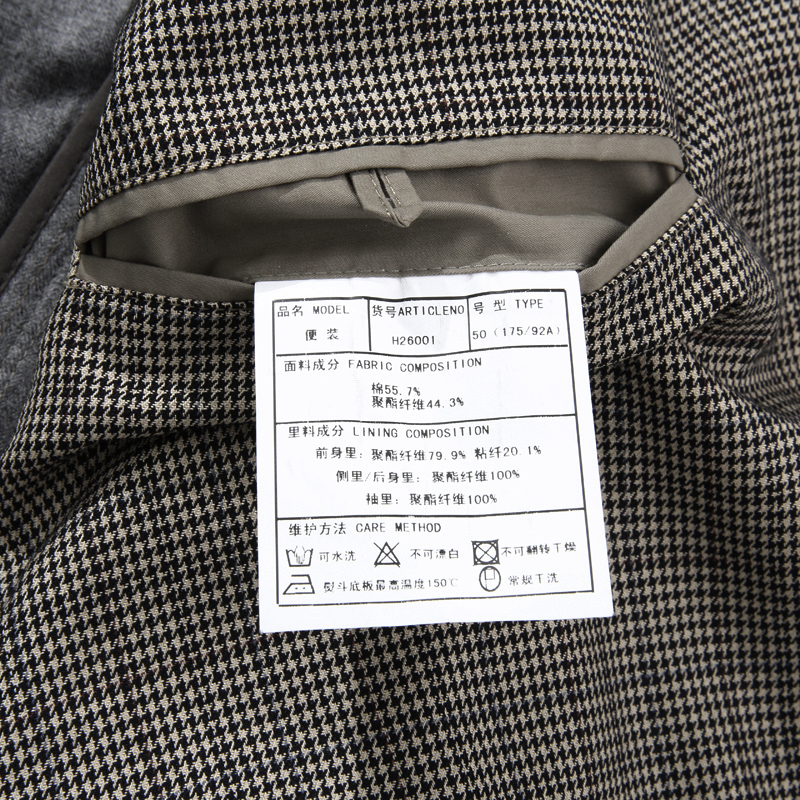 品名 MODEL 货号ARTICLENO 号 型 TYPE
便 装 H26001 50 (175/92A)
面料成分 FABRIC COMPOSITION
棉55.7%
聚酯纤维44.3%
里料成分 LINING COMPOSITION
前身里: 聚酯纤维79.9% 粘纤20.1%
侧里/后身里: 聚酯纤维100%
袖里: 聚酯纤维100%
维护方法 CARE METHOD
可水洗 不可漂白 不可翻转干燥
熨斗底板最高温度150℃ 常规干洗